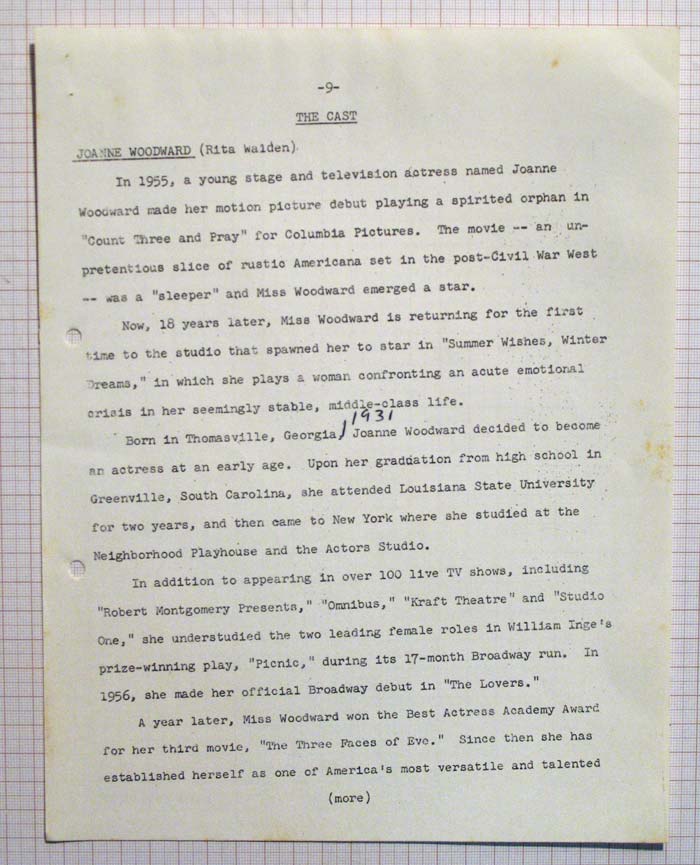 -9-
THE CAST
JOANNE WOODWARD (Rita Walden)
In 1955, a young stage and television actress named Joanne
Woodward made her motion picture debut playing a spirited orphan in
"Count Three and Pray" for Columbia Pictures. The movie -- an un-
pretentious slice of rustic Americana set in the post-Civil War West
-- was a "sleeper" and Miss Woodward emerged a star.
Now, 18 years later, Miss Woodward is returning for the first
time to the studio that spawned her to star in "Summer Wishes, Winter
Dreams," in which she plays a woman confronting an acute emotional
crisis in her seemingly stable, middle-class life.
1931
Born in Thomasville, Georgia/ Joanne Woodward decided to become
an actress at an early age. Upon her graduation from high school in
Greenville, South Carolina, she attended Louisiana State University
for two years, and then came to New York where she studied at the
Neighborhood Playhouse and the Actors Studio.
In addition to appearing in over 100 live TV shows, including
"Robert Montgomery Presents," "Omnibus," "Kraft Theatre" and "Studio
One," she understudied the two leading female roles in William Inge's
prize-winning play, "Picnic," during its 17-month Broadway run. In
1956, she made her official Broadway debut in "The Lovers."
A year later, Miss Woodward won the Best Actress Academy Award
for her third movie, "The Three Faces of Eve." Since then she has
established herself as one of America's most versatile and talented
(more)